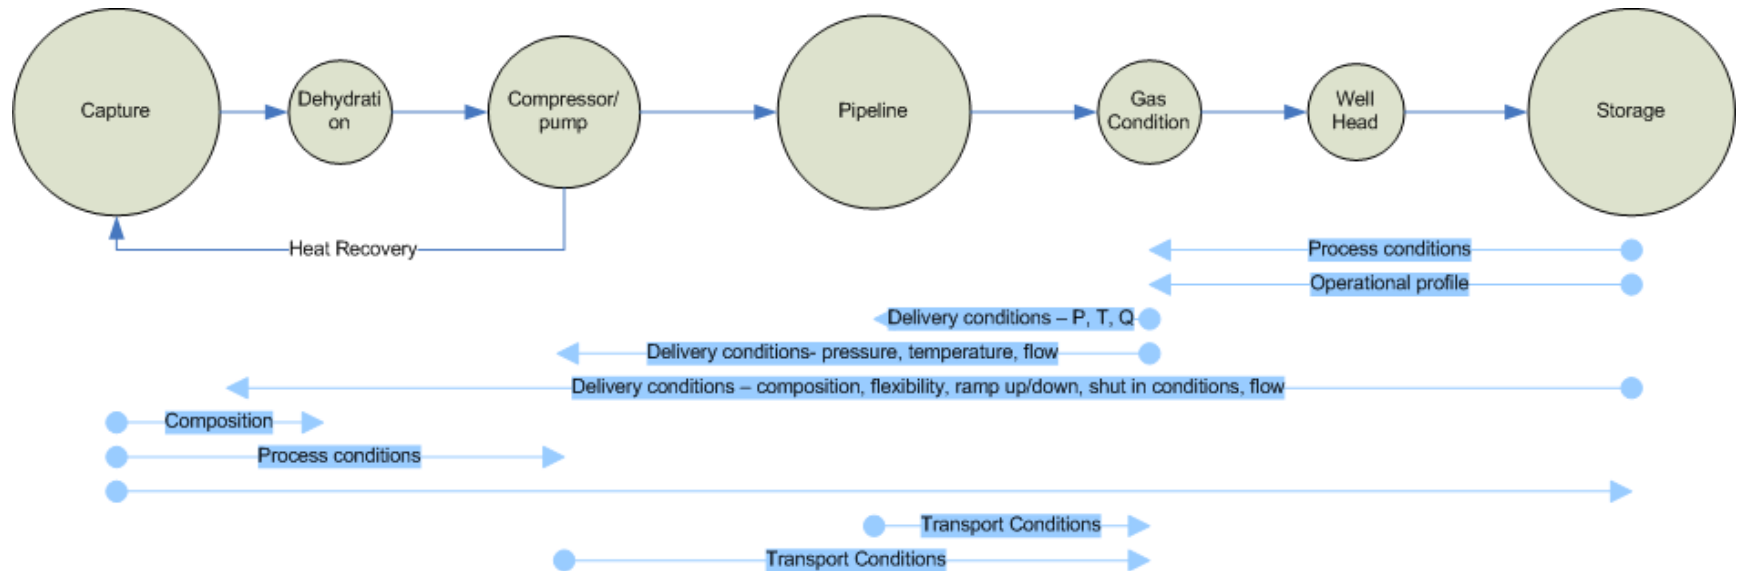 Capture
Dehydrati
on
Compressor/
pump
Pipeline
Gas
Condition
Well
Head
Storage
Heat Recovery
Process conditions
Operational profile
Delivery conditions – P, T, Q
Delivery conditions- pressure, temperature, flow
Delivery conditions – composition, flexibility, ramp up/down, shut in conditions, flow
Composition
Process conditions
Transport Conditions
Transport Conditions